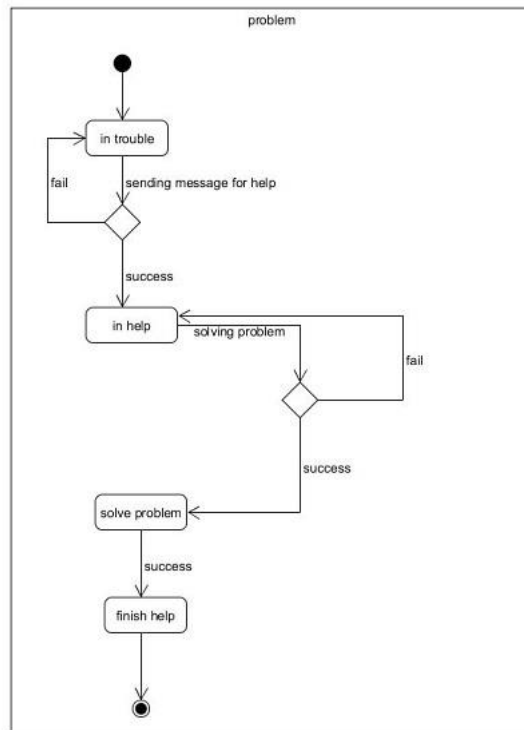 problem
in trouble
fail
sending message for help
success
in help
solving problem
fail
success
solve problem
success
finish help